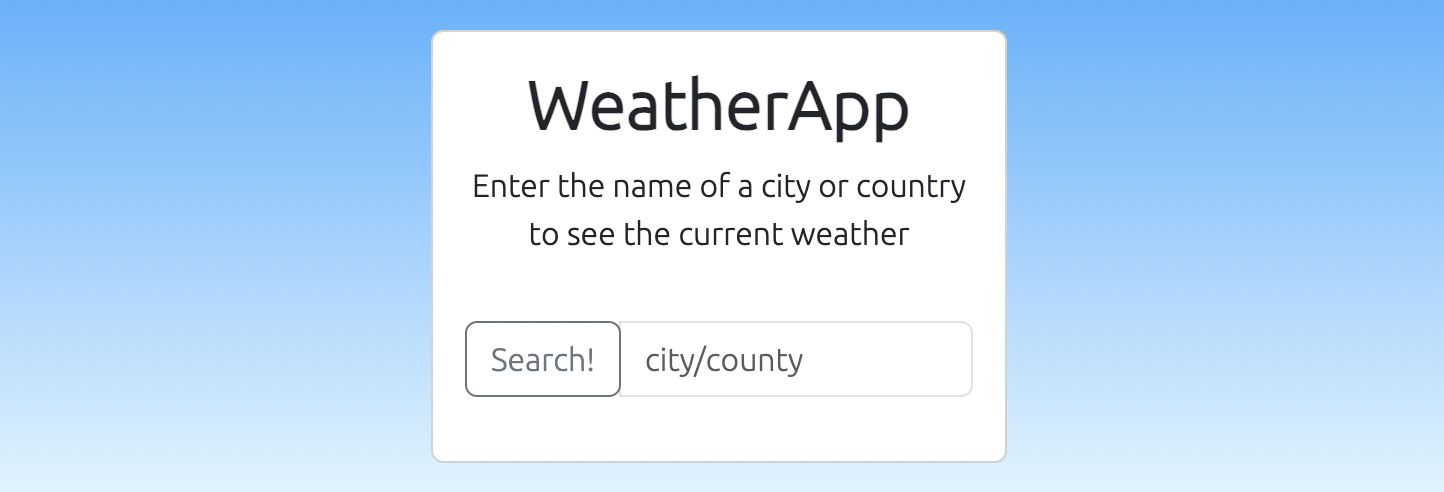 WeatherApp
Enter the name of a city or country
to see the current weather
Search! city/county